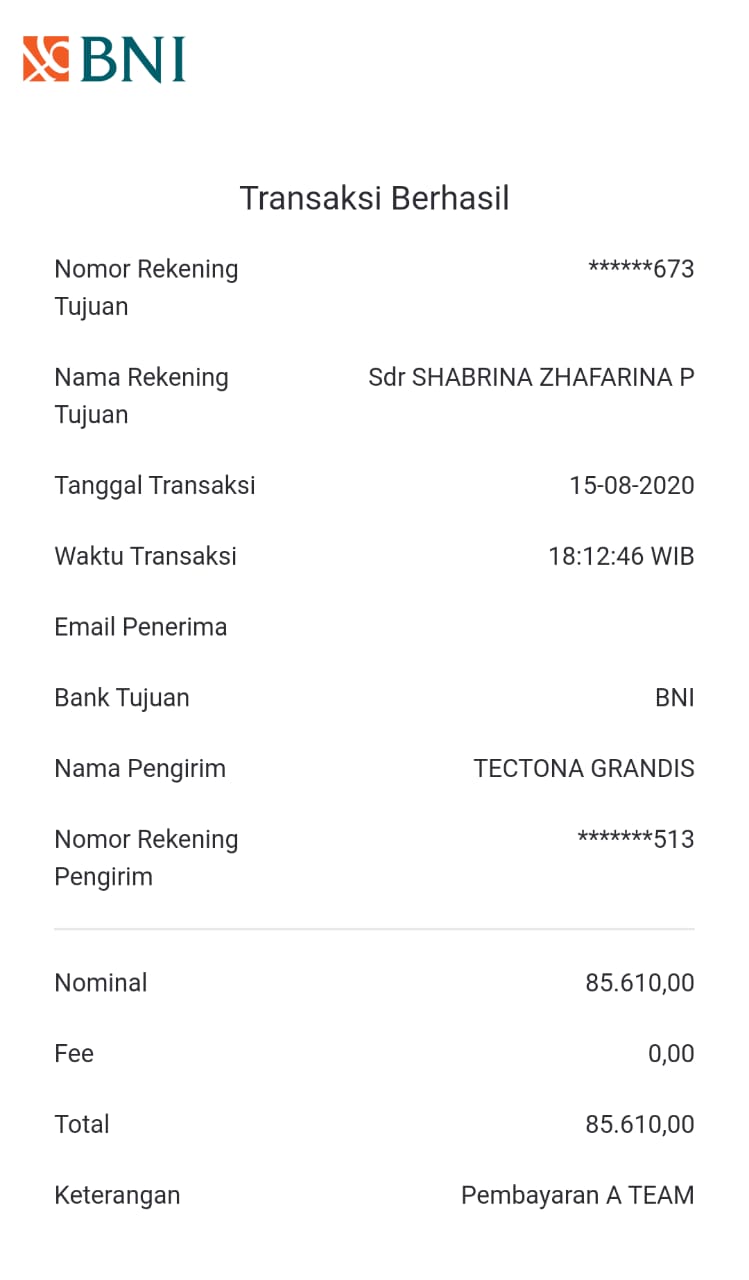 BNI
Transaksi Berhasil
Nomor Rekening Tujuan ******673
Nama Rekening Tujuan Sdr SHABRINA ZHAFARINA P
Tanggal Transaksi 15-08-2020
Waktu Transaksi 18:12:46 WIB
Email Penerima
Bank Tujuan BNI
Nama Pengirim TECTONA GRANDIS
Nomor Rekening Pengirim *******513
Nominal 85.610,00
Fee 0,00
Total 85.610,00
Keterangan Pembayaran A TEAM